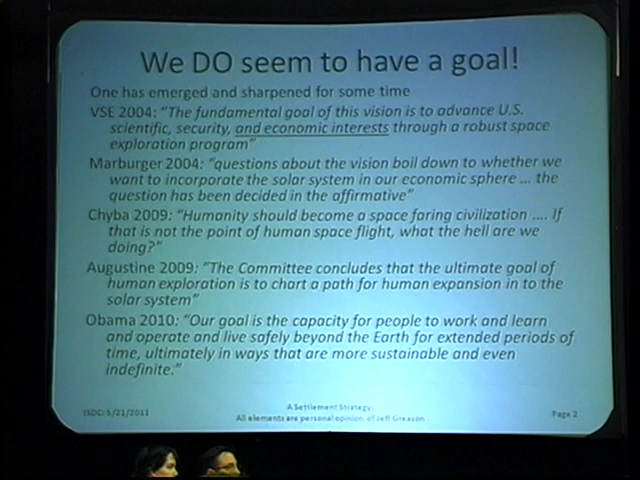 We DO seem to have a goal!
One has emerged and sharpened for some time
VSE 2004: “The fundamental goal of this vision is to advance U.S.
scientific, security, and economic interests through a robust space
exploration program”
Marburger 2004: “questions about the vision boil down to whether we
want to incorporate the solar system in our economic sphere ... the
question has been decided in the affirmative”
Chyba 2009: “Humanity should become a space faring civilization .... If
that is not the point of human space flight, what the hell are we
doing?”
Augustine 2009: “The Committee concludes that the ultimate goal of
human exploration is to chart a path for human expansion in to the
solar system”
Obama 2010: “Our goal is the capacity for people to work and learn
and operate and live safely beyond the Earth for extended periods of
time, ultimately in ways that are more sustainable and even
indefinite.”
ISDC: 5/21/2011
A Settlement Strategy
All elements are personal opinion of Jeff Greason
Page 2